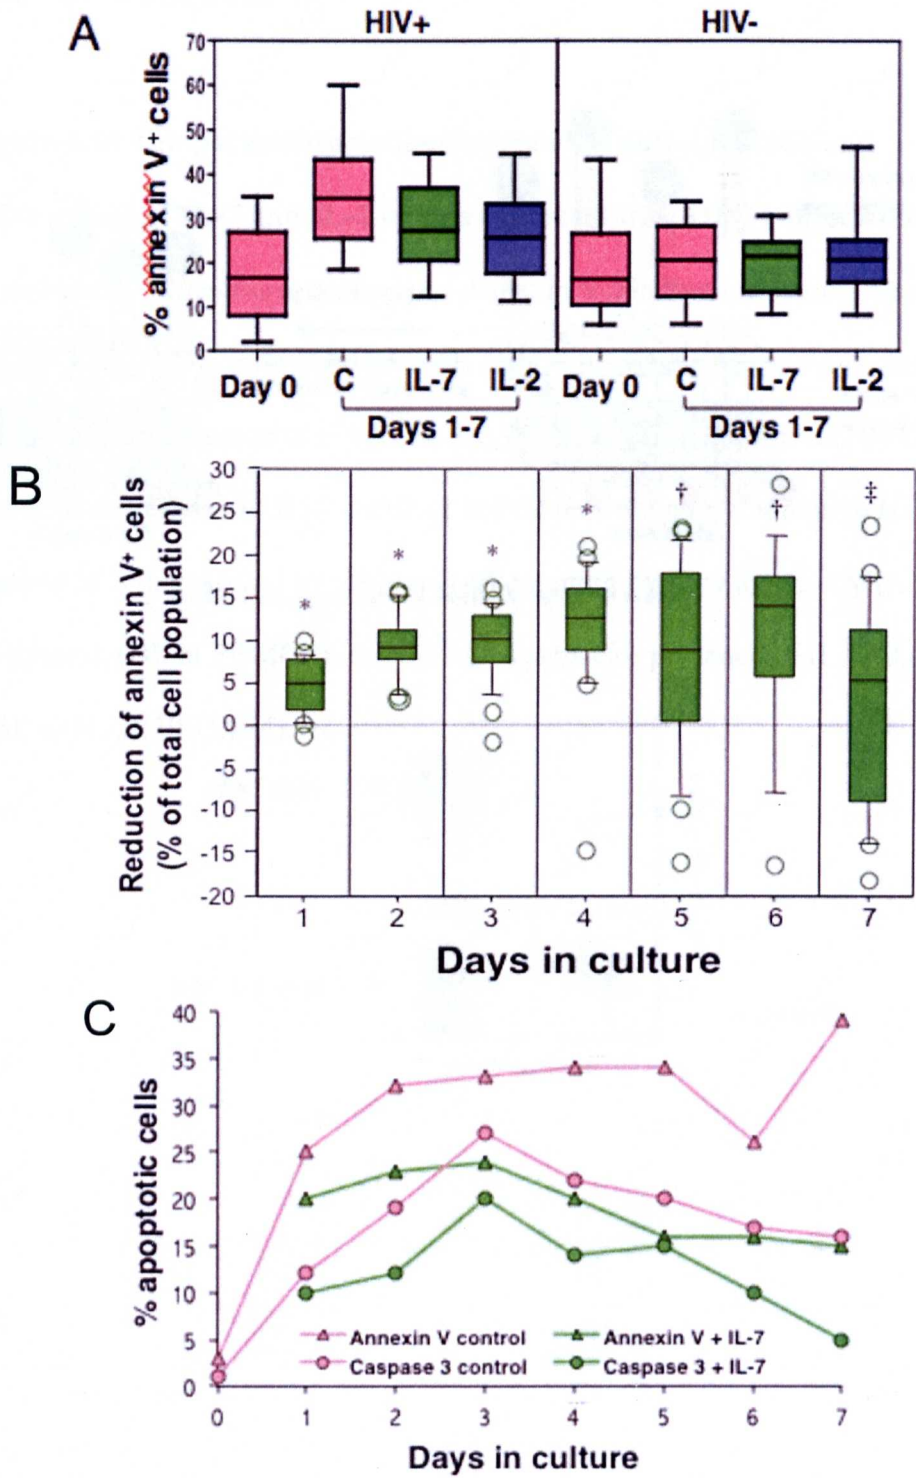 A
HIV+
HIV-
% annexin V+ cells
70
60
50
40
30
20
10
0
Day 0
C
IL-7
IL-2
Day 0
C
IL-7
IL-2
Days 1-7
Days 1-7
B
Reduction of annexin V+ cells
(% of total cell population)
30
25
20
15
10
5
0
-5
-10
-15
-20
*
*
*
*
†
†
‡
1
2
3
4
5
6
7
Days in culture
C
% apoptotic cells
40
35
30
25
20
15
10
5
0
Annexin V control
Annexin V + IL-7
Caspase 3 control
Caspase 3 + IL-7
0
1
2
3
4
5
6
7
Days in culture